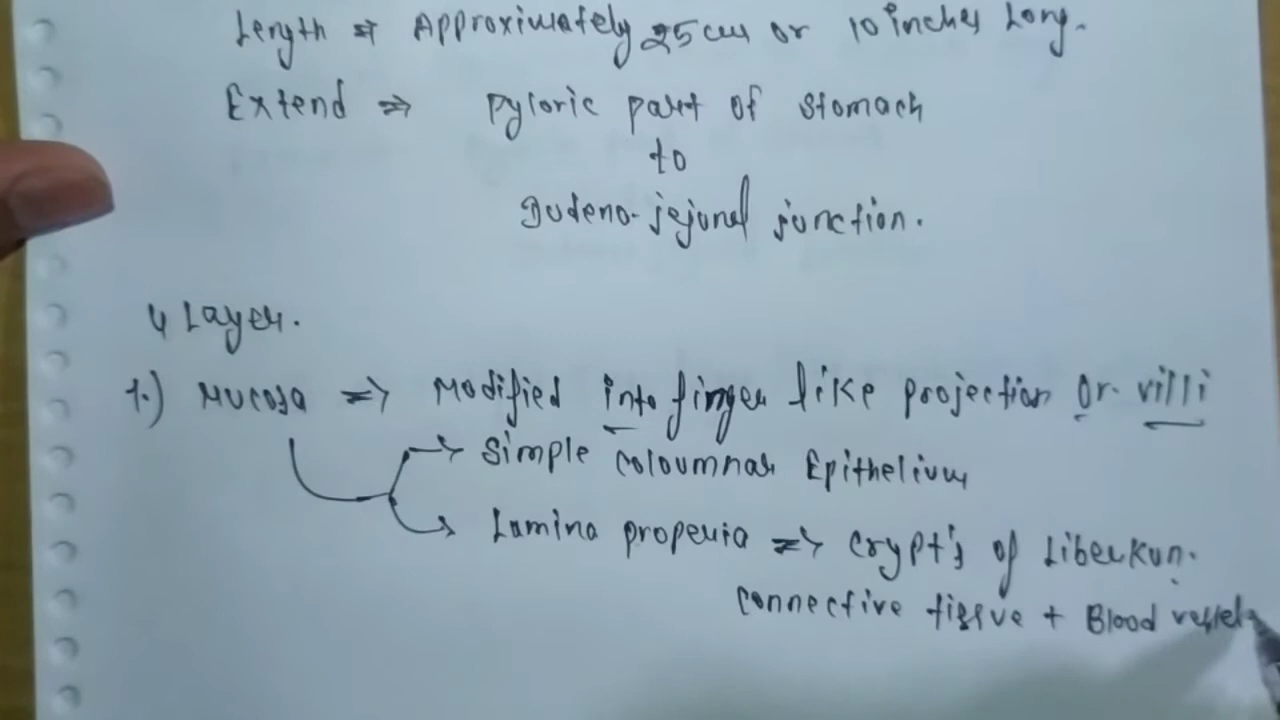 Length ⇒ Approximately 25cm or 10 inches Long.
Extend ⇒ pyloric part of stomach
to
Dudeno-jejunal junction.
4 Layer.
1.) Mucosa ⇒ Modified into finger like projection or villi
→ Simple coloumnar Epithelium
→ Lamina properia ⇒ crypt's of Liberkun.
connective tissue + Blood vessels